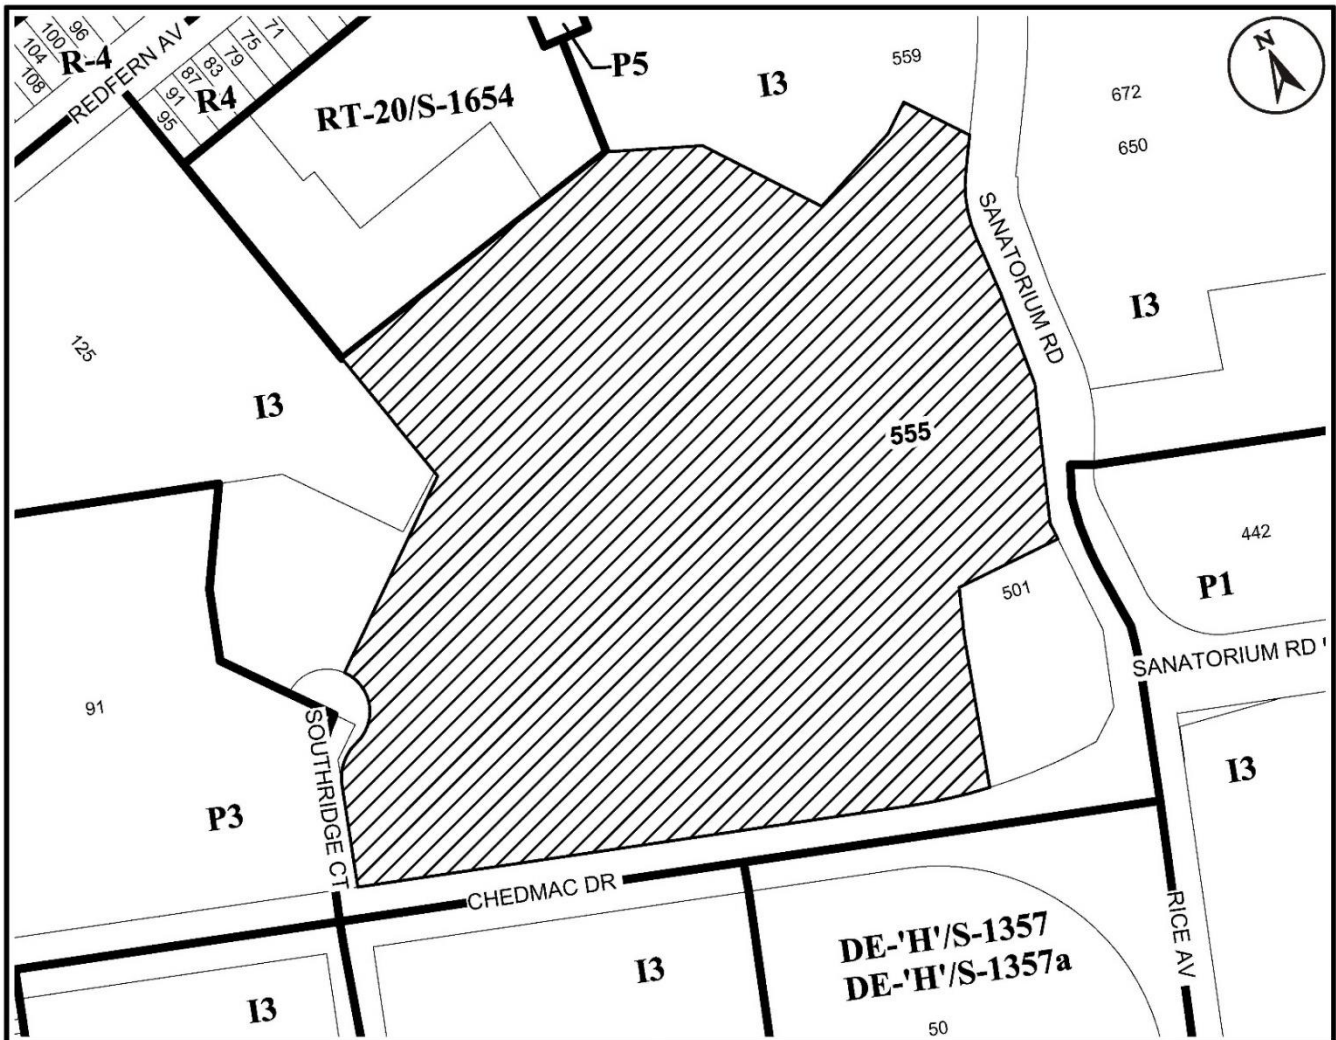 96
100
104
108
R-4
REDFERN AV
71
75
79
83
87
91
95
R4
RT-20/S-1654
P5
I3
559
N
672
650
SANATORIUM RD
I3
125
I3
555
442
P1
501
SANATORIUM RD '
91
SOUTHRIDGE CT
P3
I3
CHEDMAC DR
RICE AV
DE-'H'/S-1357
DE-'H'/S-1357a
I3
I3
50